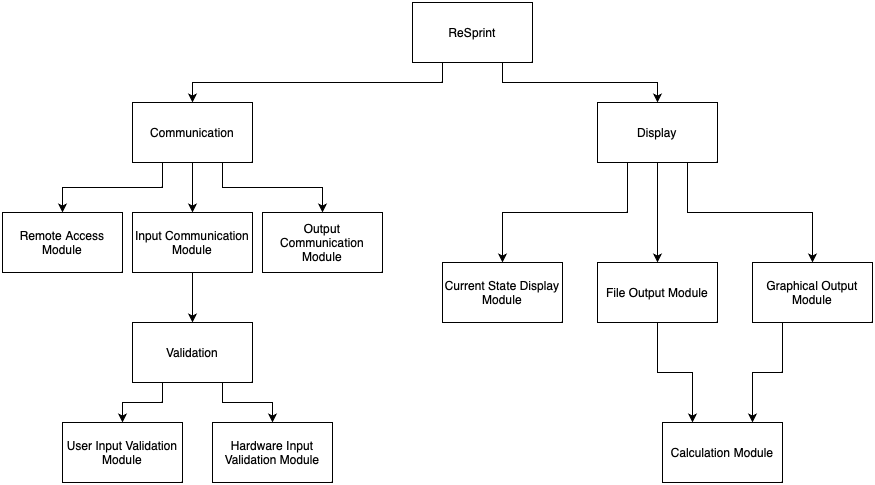 ReSprint
Communication
Display
Remote Access
Module
Input Communication
Module
Output
Communication
Module
Current State Display
Module
File Output Module
Graphical Output
Module
Validation
User Input Validation
Module
Hardware Input
Validation Module
Calculation Module